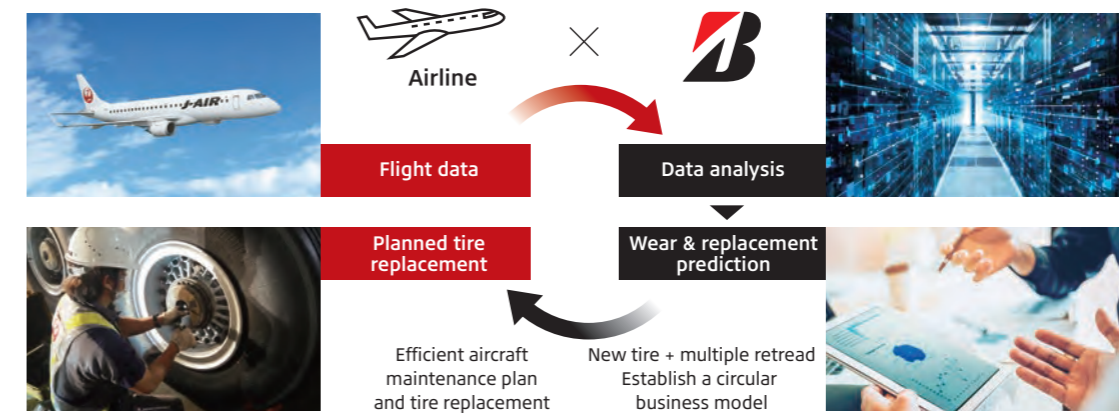 J-AIR
Airline
×
B
Flight data
Data analysis
Planned tire
replacement
Wear & replacement
prediction
Efficient aircraft
maintenance plan
and tire replacement
New tire + multiple retread
Establish a circular
business model